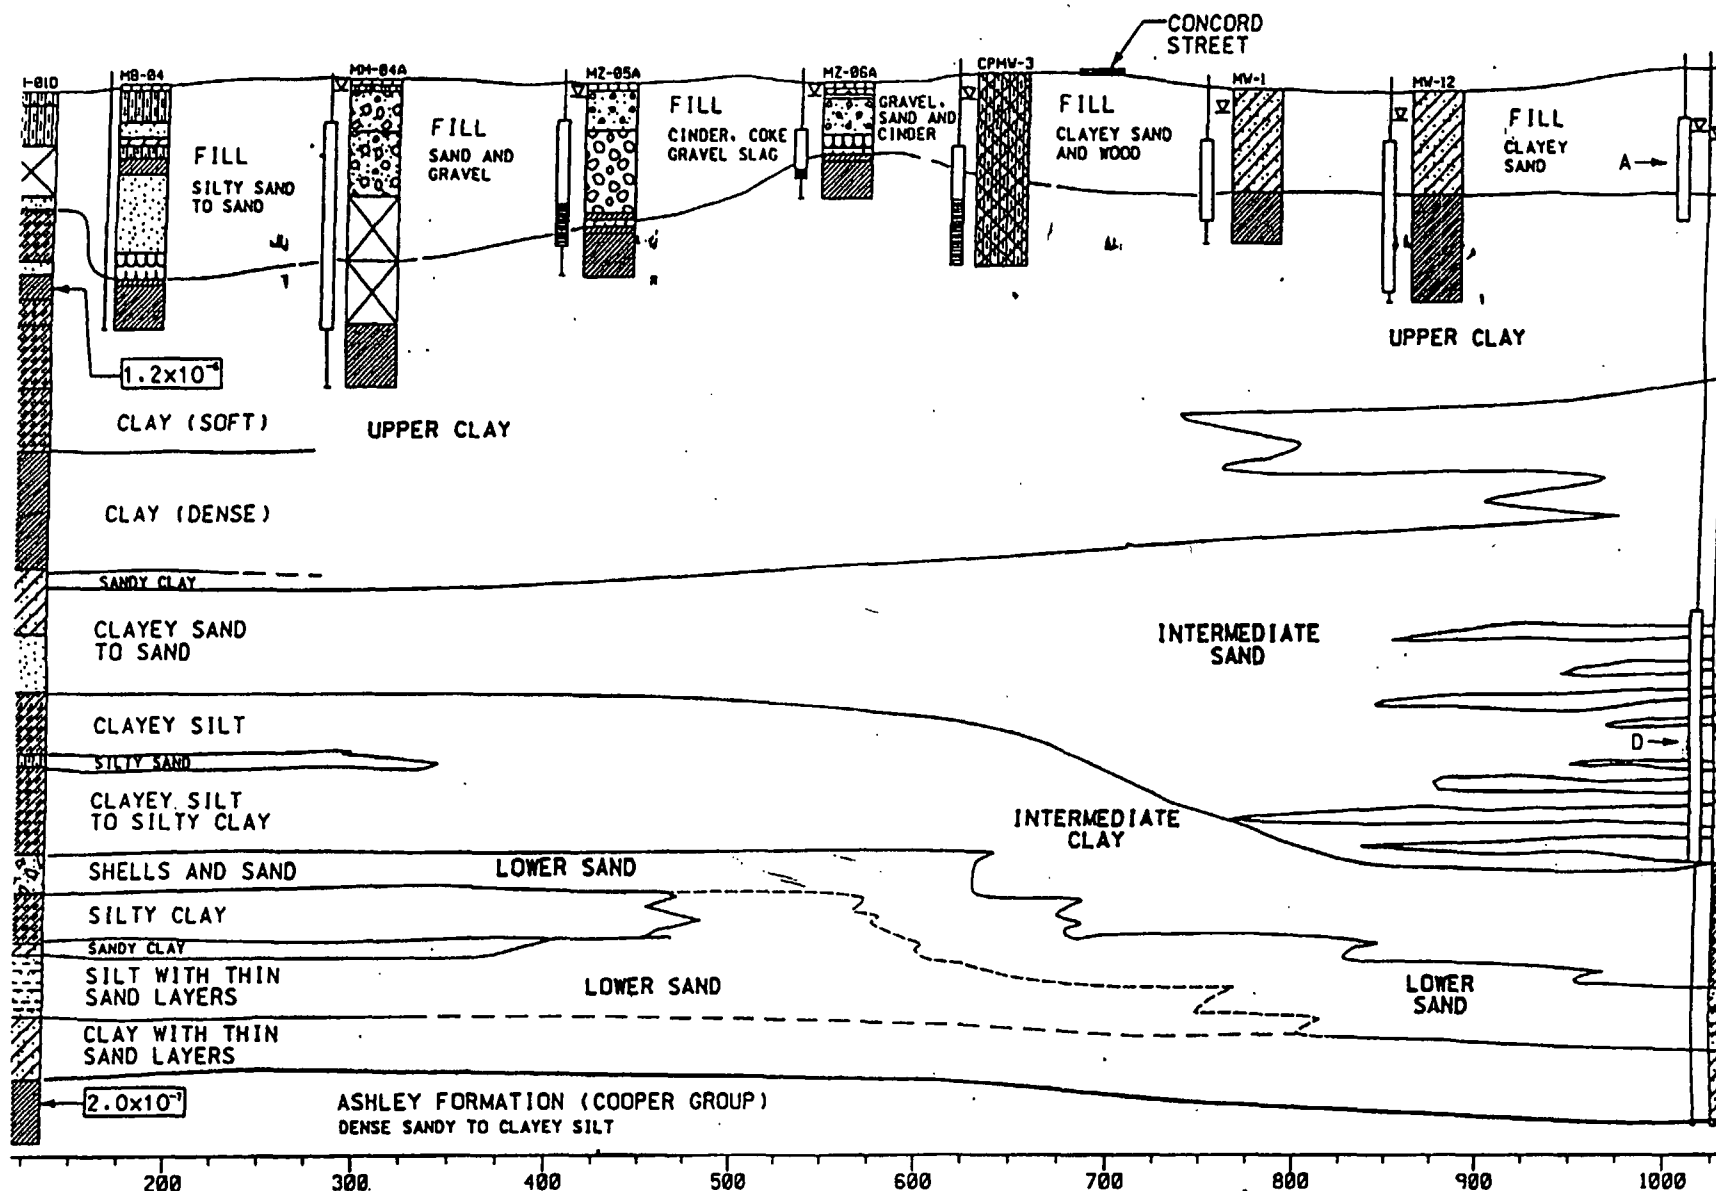 CONCORD
STREET
I-01D
MB-04
MM-04A
MZ-05A
MZ-06A
CPMW-3
MW-1
MW-12
FILL
SILTY SAND
TO SAND
FILL
SAND AND
GRAVEL
FILL
CINDER, COKE
GRAVEL SLAG
GRAVEL,
SAND AND
CINDER
FILL
CLAYEY SAND
AND WOOD
FILL
CLAYEY
SAND
A
UPPER CLAY
CLAY (SOFT)
UPPER CLAY
CLAY (DENSE)
SANDY CLAY
CLAYEY SAND
TO SAND
INTERMEDIATE
SAND
CLAYEY SILT
D
SILTY SAND
CLAYEY SILT
TO SILTY CLAY
INTERMEDIATE
CLAY
SHELLS AND SAND
LOWER SAND
SILTY CLAY
SANDY CLAY
SILT WITH THIN
SAND LAYERS
LOWER SAND
LOWER
SAND
CLAY WITH THIN
SAND LAYERS
2.0x10⁻⁷
ASHLEY FORMATION (COOPER GROUP)
DENSE SANDY TO CLAYEY SILT
200 300 400 500 600 700 800 900 1000